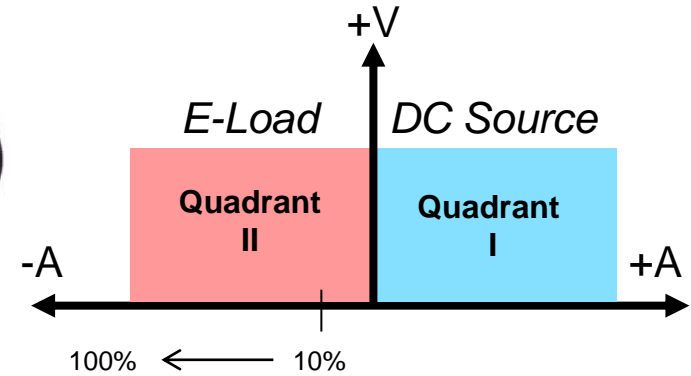 +V
E-Load
DC Source
Quadrant
II
Quadrant
I
-A
+A
100%
10%